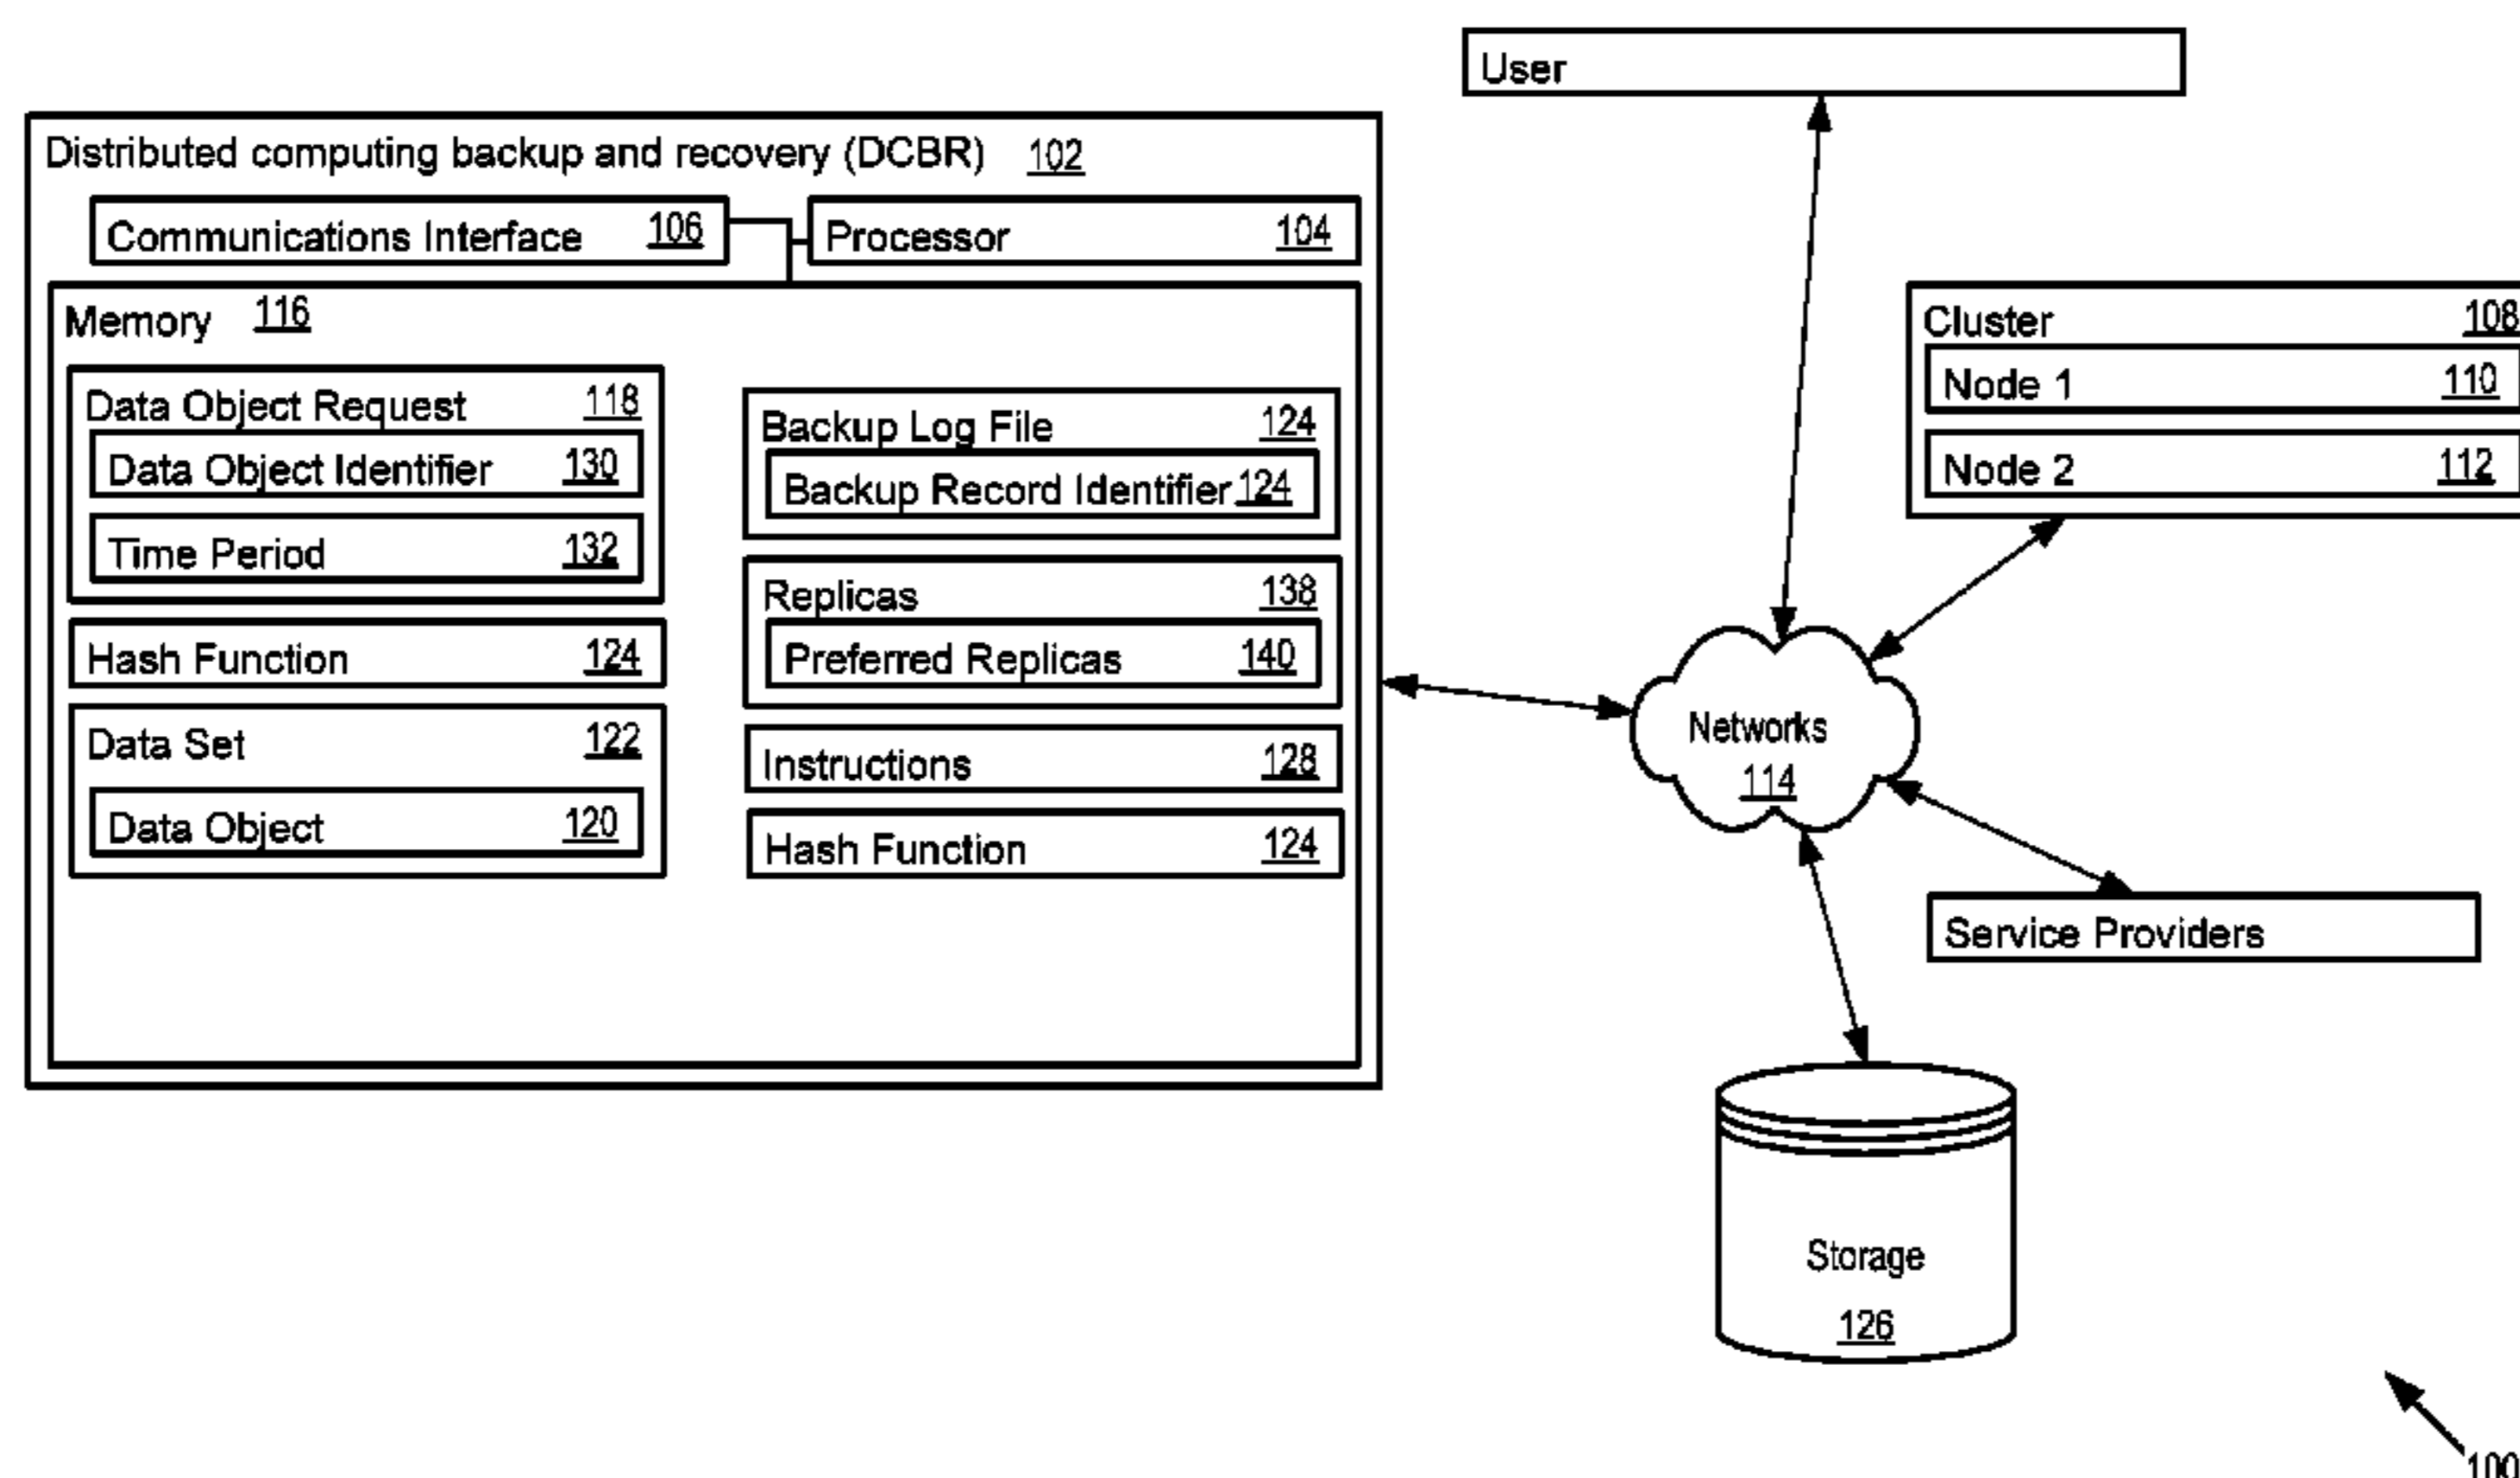 User
Distributed computing backup and recovery (DCBR) 102
Communications Interface 106
Processor 104
Memory 116
Data Object Request 118
Data Object Identifier 130
Time Period 132
Hash Function 124
Data Set 122
Data Object 120
Backup Log File 124
Backup Record Identifier 124
Replicas 138
Preferred Replicas 140
Instructions 128
Hash Function 124
Cluster 108
Node 1 110
Node 2 112
Networks
114
Service Providers
Storage
126
100